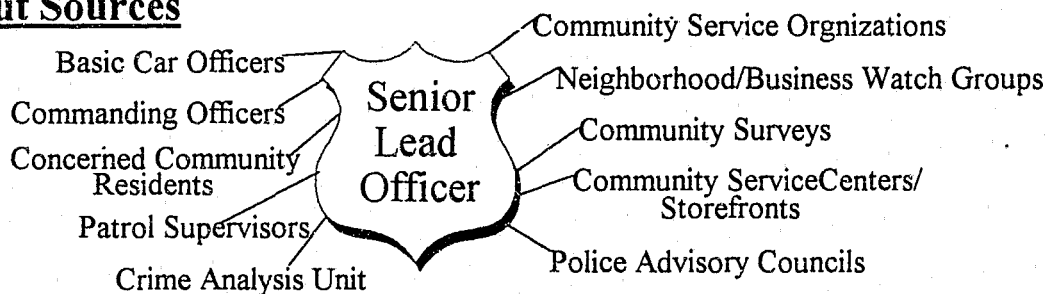 ut Sources
Basic Car Officers
Commanding Officers
Concerned Community
Residents
Patrol Supervisors
Crime Analysis Unit
Senior
Lead
Officer
Community Service Orgnizations
Neighborhood/Business Watch Groups
Community Surveys
Community ServiceCenters/
Storefronts
Police Advisory Councils